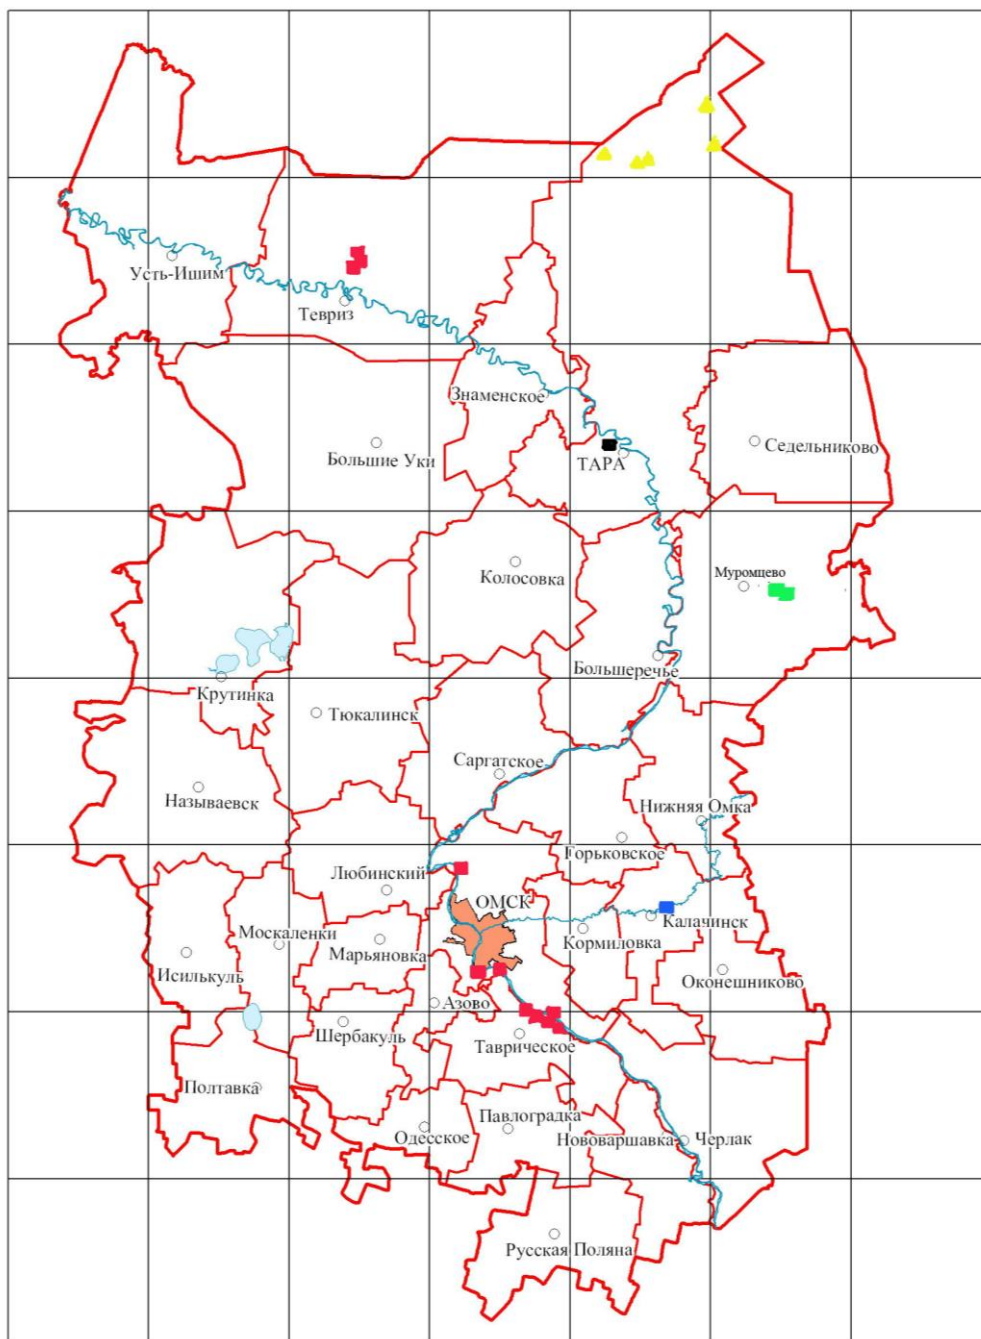 Усть-Ишим
Тевриз
Знаменское
Большие Уки
ТАРА
Седельниково
Колосовка
Муромцево
Большеречье
Крутинка
Тюкалинск
Саргатское
Называевск
Нижняя Омка
Горьковское
Любинский
ОМСК
Калачинск
Москаленки
Марьяновка
Кормиловка
Исилькуль
Оконешниково
Азово
Шербакуль
Таврическое
Полтавка
Павлоградка
Одесское
Нововаршавка
Черлак
Русская Поляна